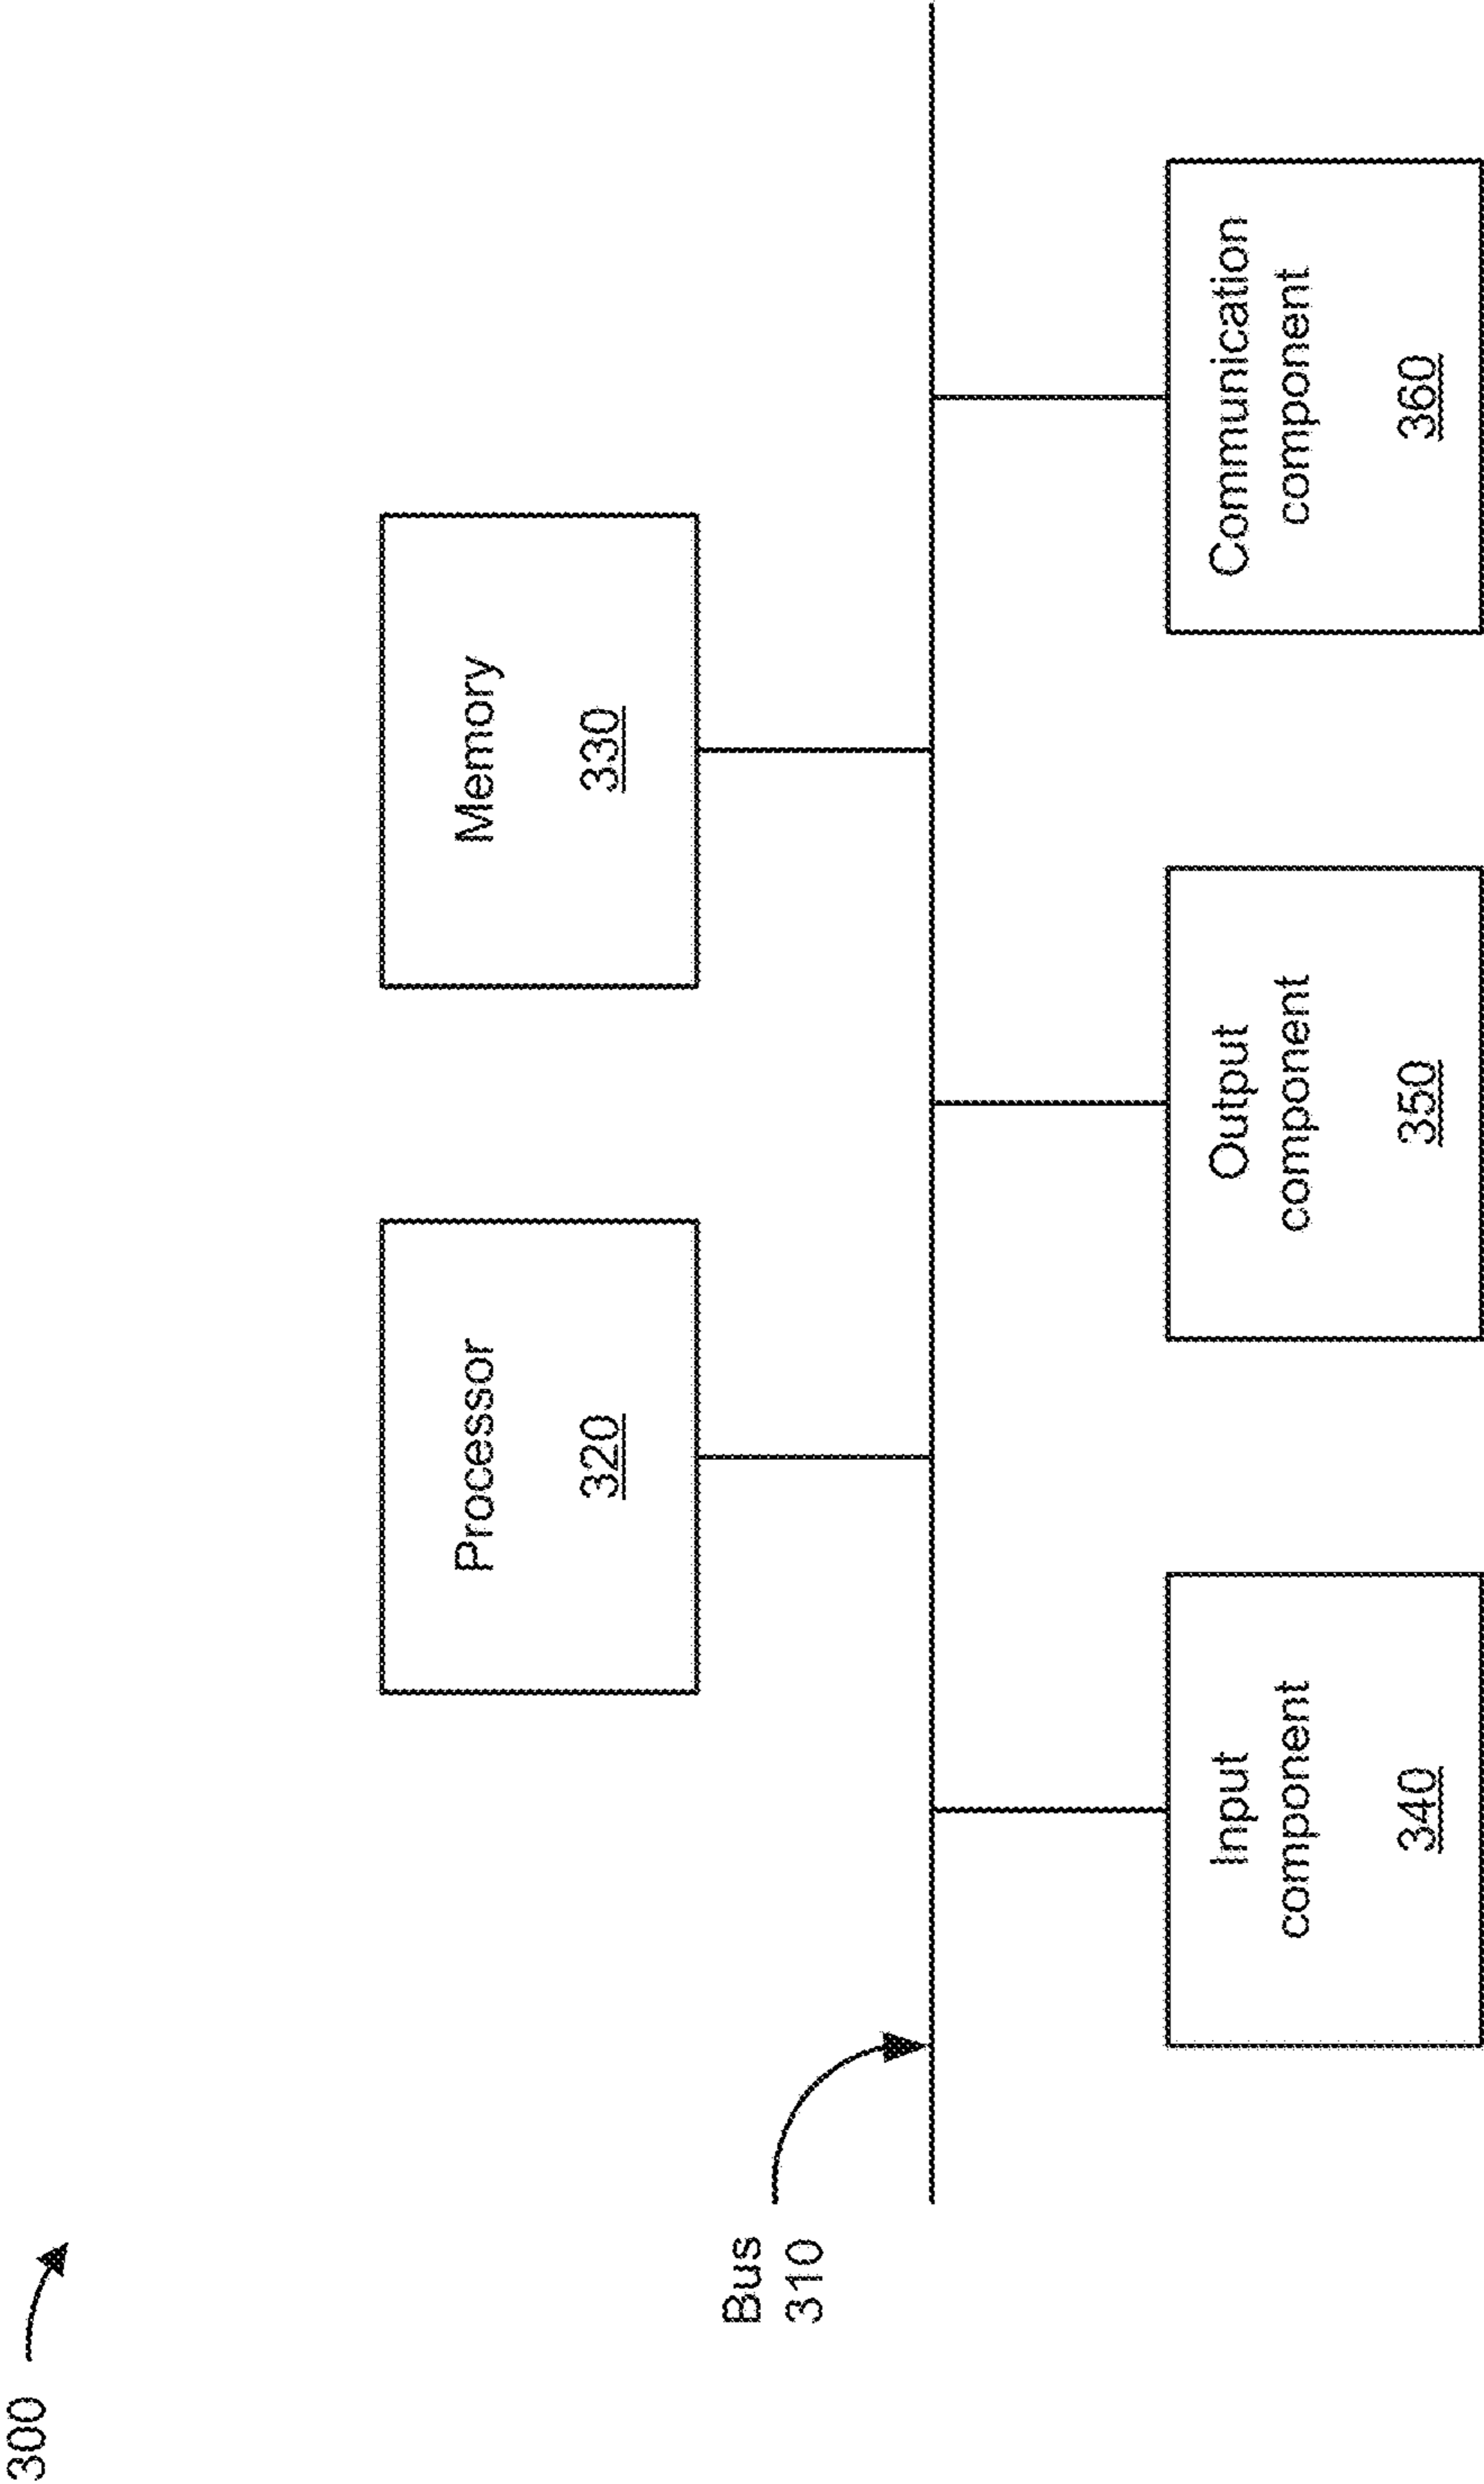 300
Processor
320
Memory
330
Bus
310
Input
component
340
Output
component
350
Communication
component
360